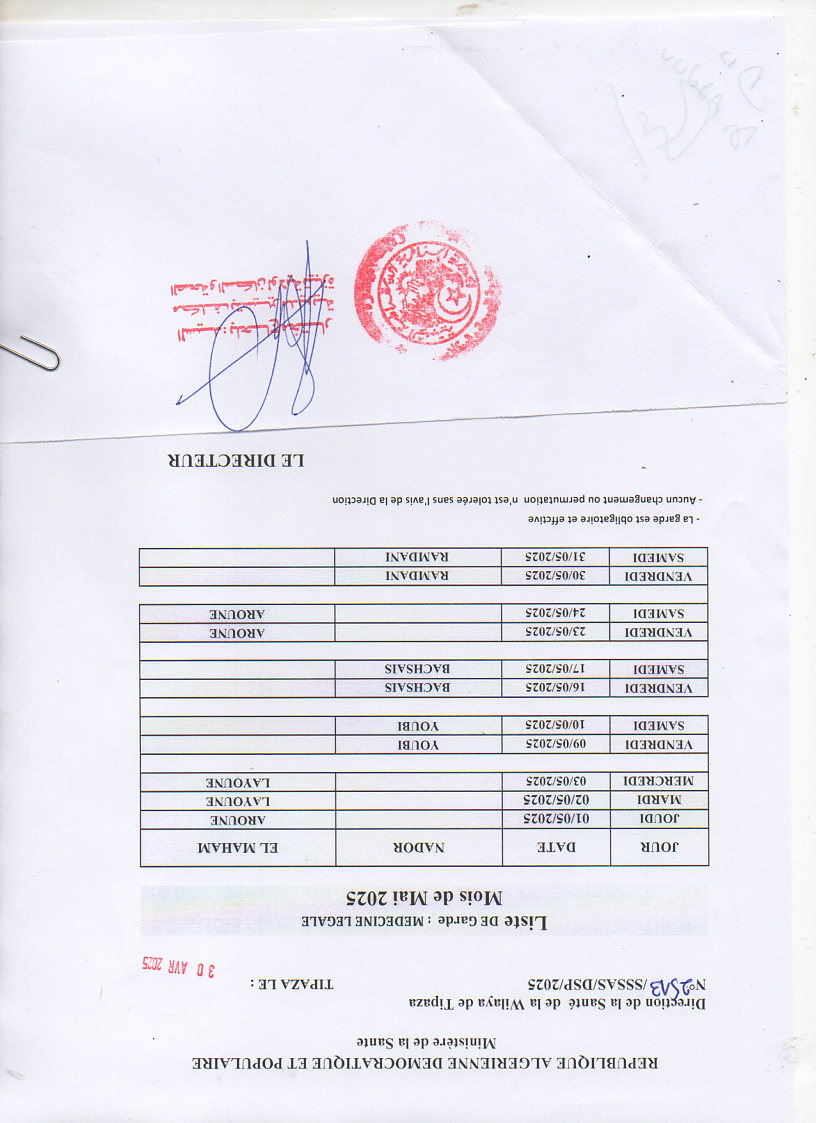 REPUBLIQUE ALGERIENNE DEMOCRATIQUE ET POPULAIRE
Ministère de la Sante
Direction de la Santé de la Wilaya de Tipaza
N°2513/SSSAS/DSP/2025 TIPAZA LE :
30 AVR 2025
Liste DE Garde : MEDECINE LEGALE
Mois de Mai 2025
JOUR DATE NADOR EL MAHAM
JOUDI 01/05/2025 AROUNE
MARDI 02/05/2025 LAYOUNE
MERCREDI 03/05/2025 LAYOUNE
VENDREDI 09/05/2025 YOUBI
SAMEDI 10/05/2025 YOUBI
VENDREDI 16/05/2025 BACHSAIS
SAMEDI 17/05/2025 BACHSAIS
VENDREDI 23/05/2025 AROUNE
SAMEDI 24/05/2025 AROUNE
VENDREDI 30/05/2025 RAMDANI
SAMEDI 31/05/2025 RAMDANI
- La garde est obligatoire et effctive
- Aucun changement ou permutation n'est tolerée sans l'avis de la Direction
LE DIRECTEUR
السيد: بلحاج مختار
مكلف بتسيير مديرية
الصحة و السكان لولاية تيبازة